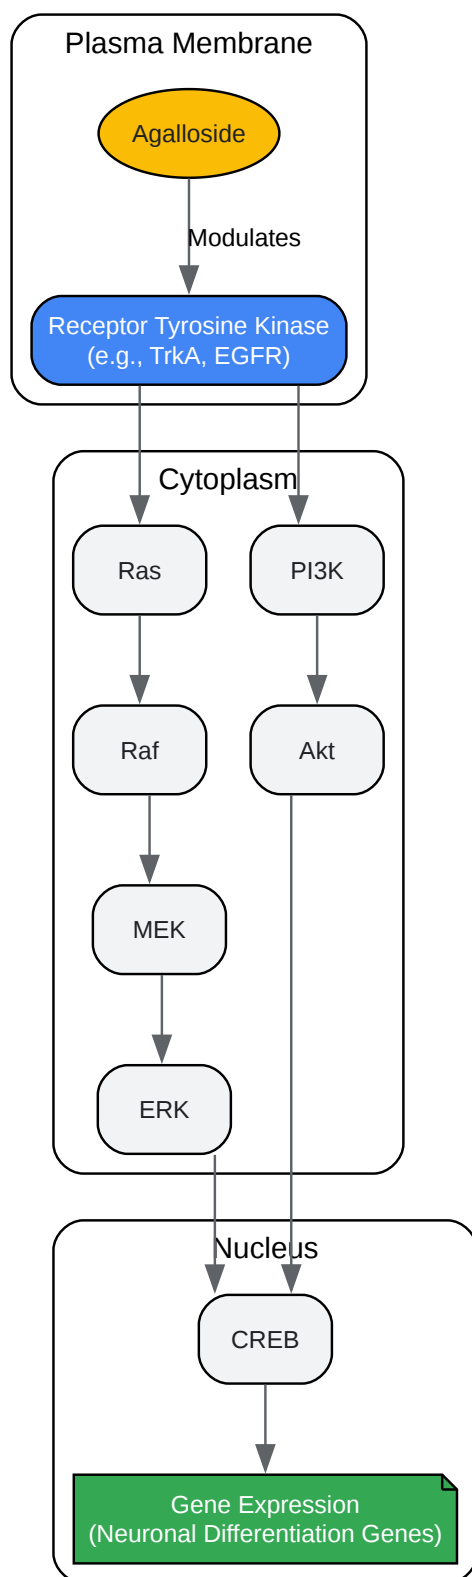 Plasma Membrane
Agalloside
Modulates
Receptor Tyrosine Kinase
(e.g., TrkA, EGFR)
Cytoplasm
Ras
PI3K
Raf
Akt
MEK
ERK
Nucleus
CREB
Gene Expression
(Neuronal Differentiation Genes)